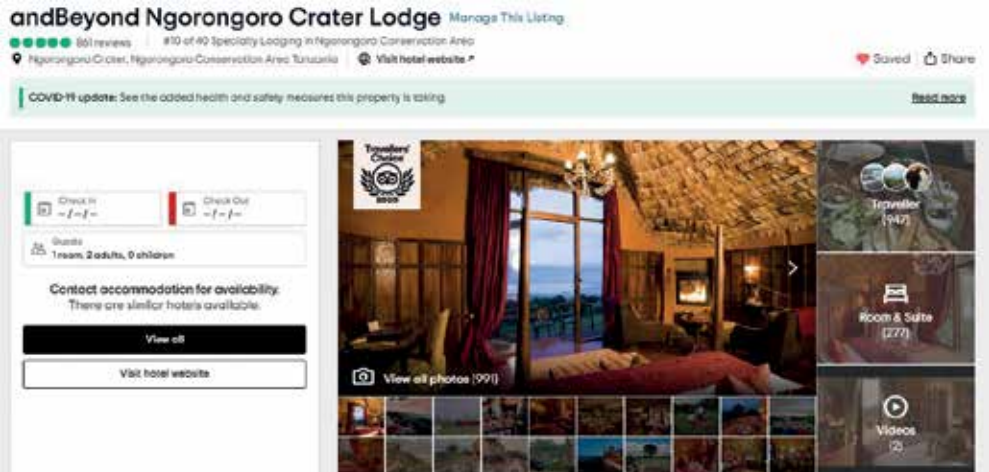 andBeyond Ngorongoro Crater Lodge Manage This Listing
861 reviews #10 of 40 Specialty Lodging in Ngorongoro Conservation Area
Ngorongoro Crater, Ngorongoro Conservation Area Tanzania Visit hotel website
Saved Share
COVID-19 update: See the added health and safety measures this property is taking
Read more
Check In
– / – / –
Check Out
– / – / –
Guests
1 room, 2 adults, 0 children
Contact accommodation for availability.
There are similar hotels available.
View all
Visit hotel website
Travellers'
Choice
2020
View all photos (991)
Traveller
(947)
Room & Suite
(277)
Videos
(2)